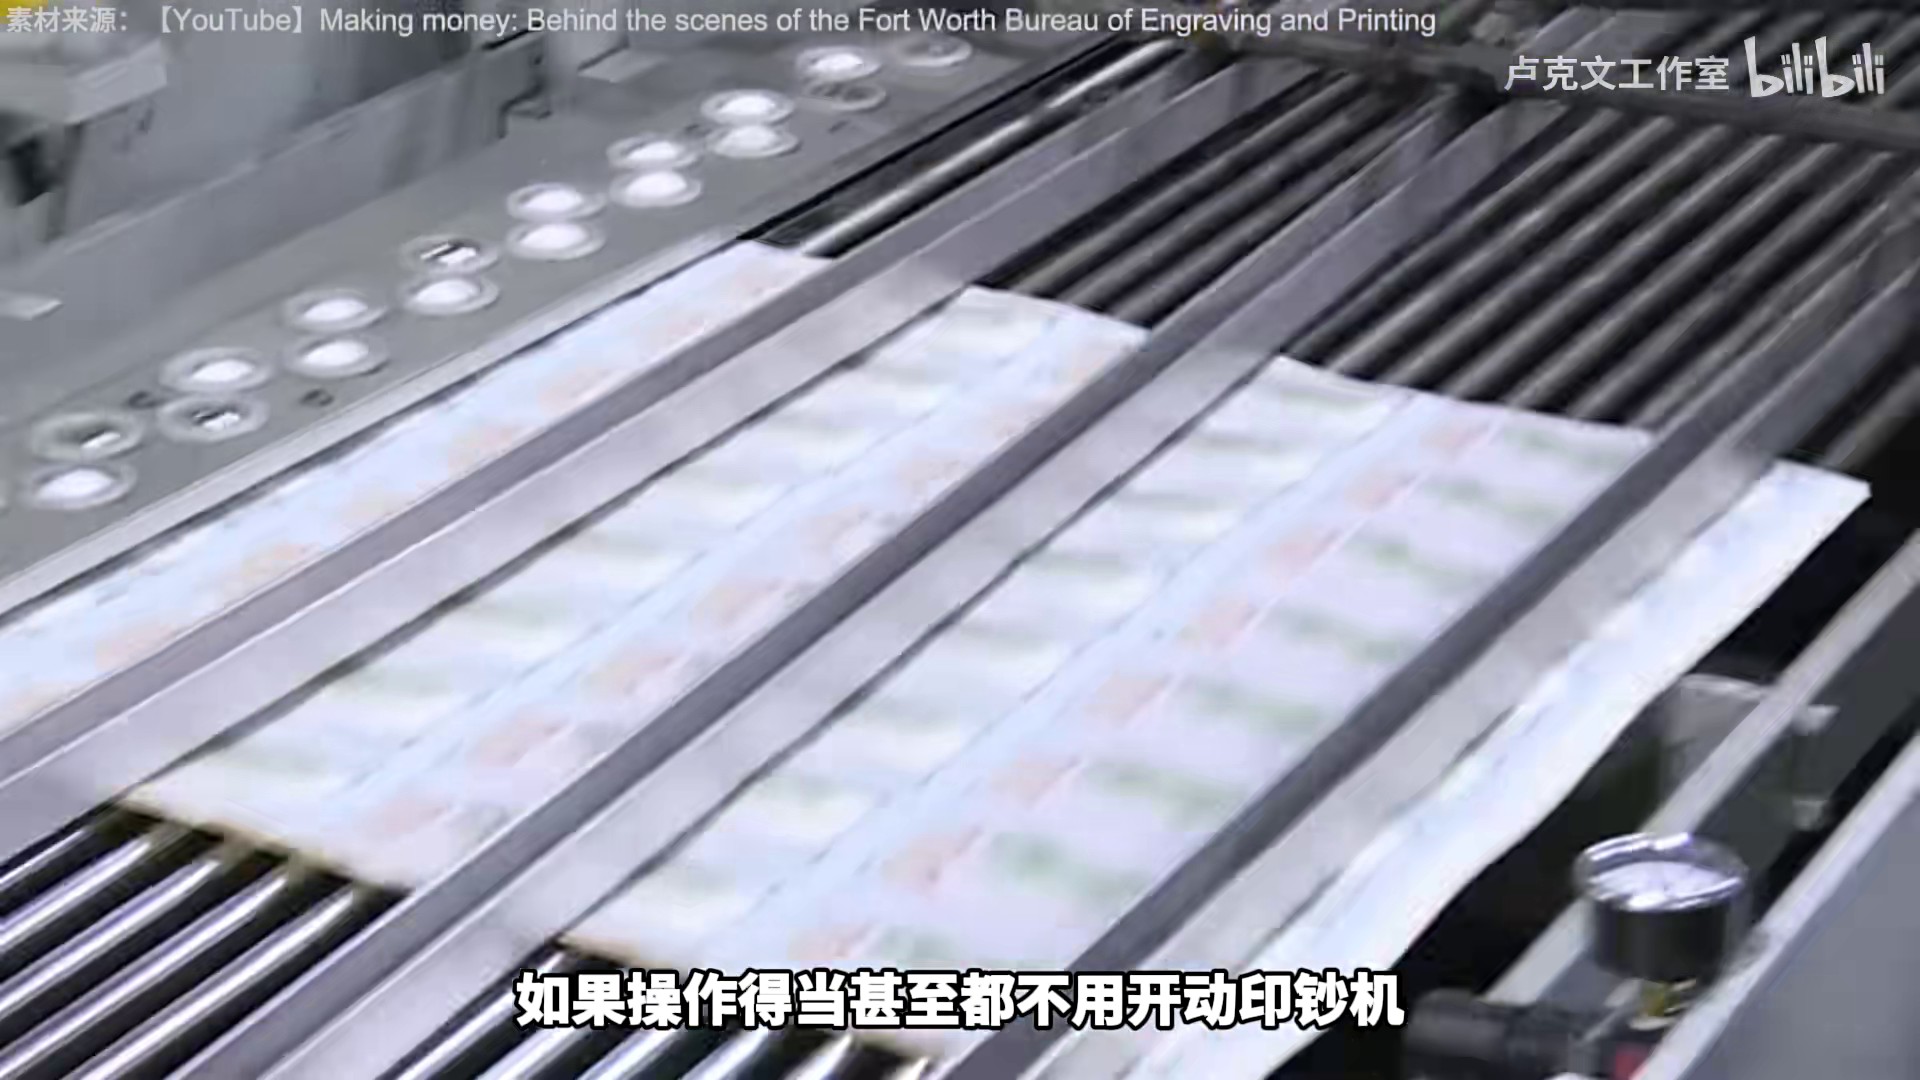 素材来源：【YouTube】Making money: Behind the scenes of the Fort Worth Bureau of Engraving and Printing
卢克文工作室 bilibili
如果操作得当甚至都不用开动印钞机